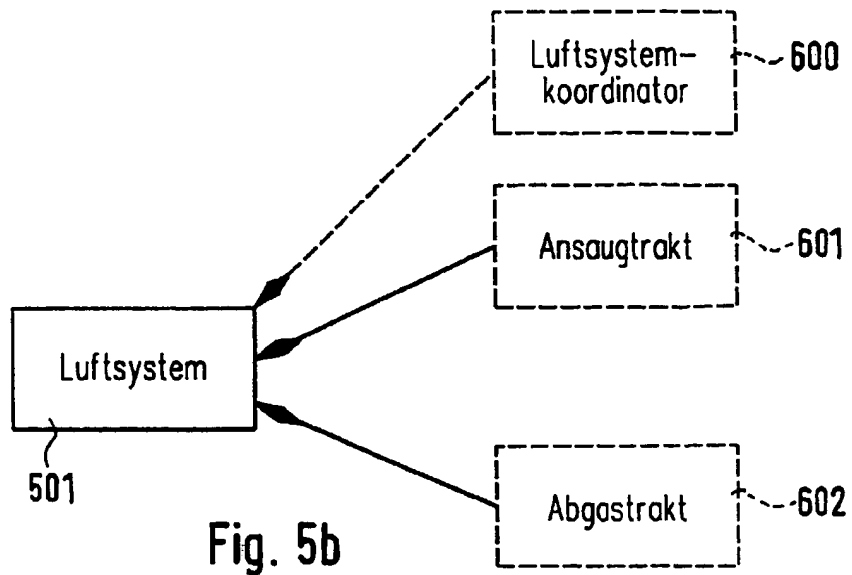 Luftsystem-
koordinator
600
Ansaugtrakt
601
Luftsystem
501
Abgastrakt
602
Fig. 5b